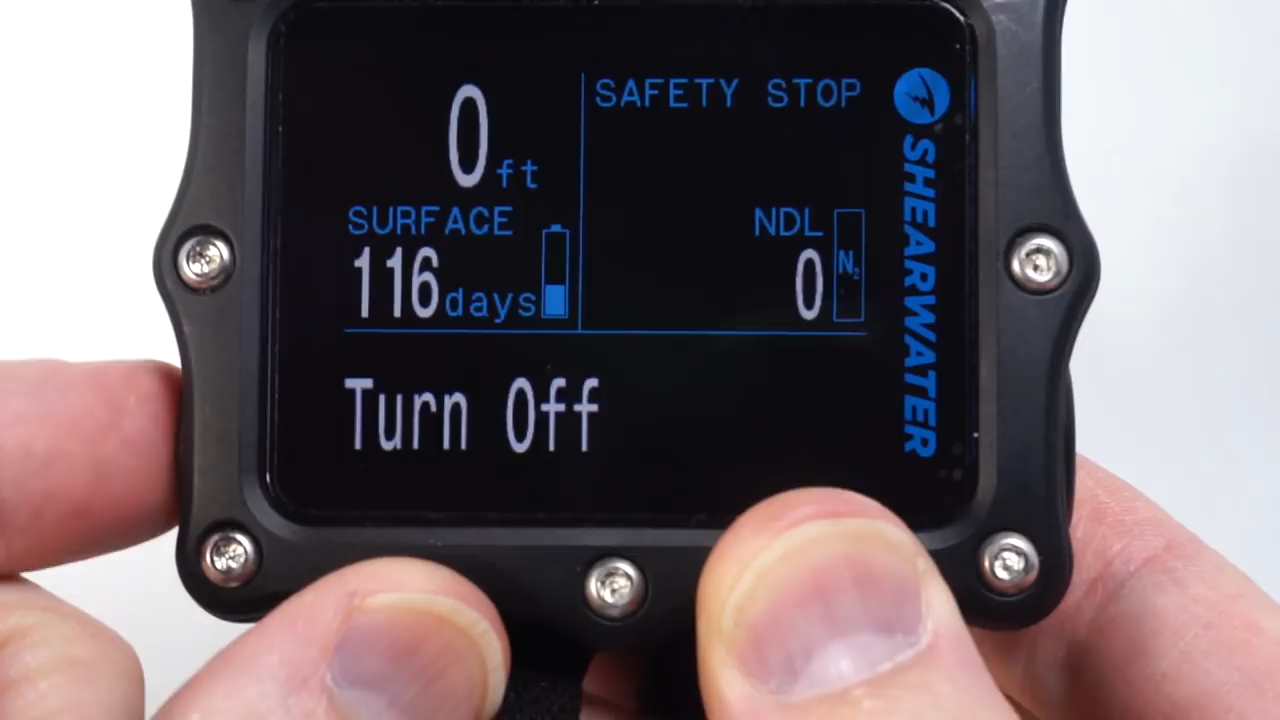 0ft
SURFACE
116days
SAFETY STOP
NDL
0
N₂
Turn Off
SHEARWATER